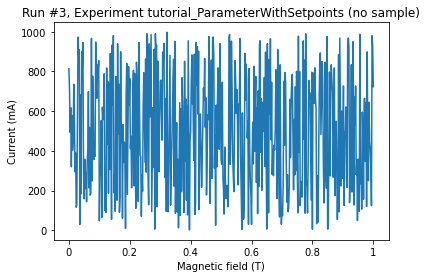 Run #3, Experiment tutorial_ParameterWithSetpoints (no sample)
1000
800
600
400
200
0
Current (mA)
0 0.2 0.4 0.6 0.8 1
Magnetic field (T)